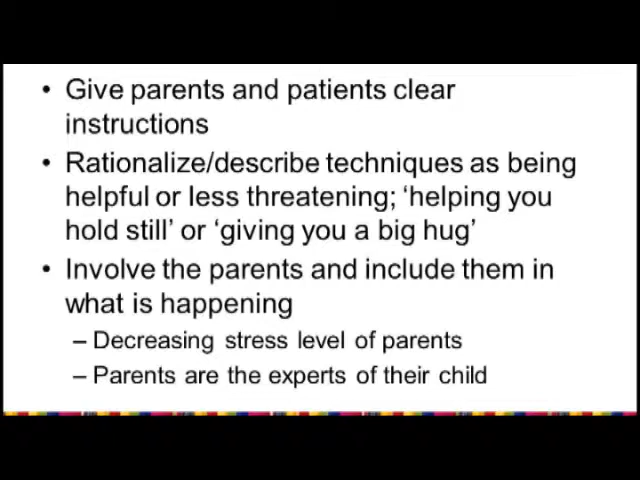 • Give parents and patients clear
instructions
• Rationalize/describe techniques as being
helpful or less threatening; ‘helping you
hold still’ or ‘giving you a big hug’
• Involve the parents and include them in
what is happening
– Decreasing stress level of parents
– Parents are the experts of their child